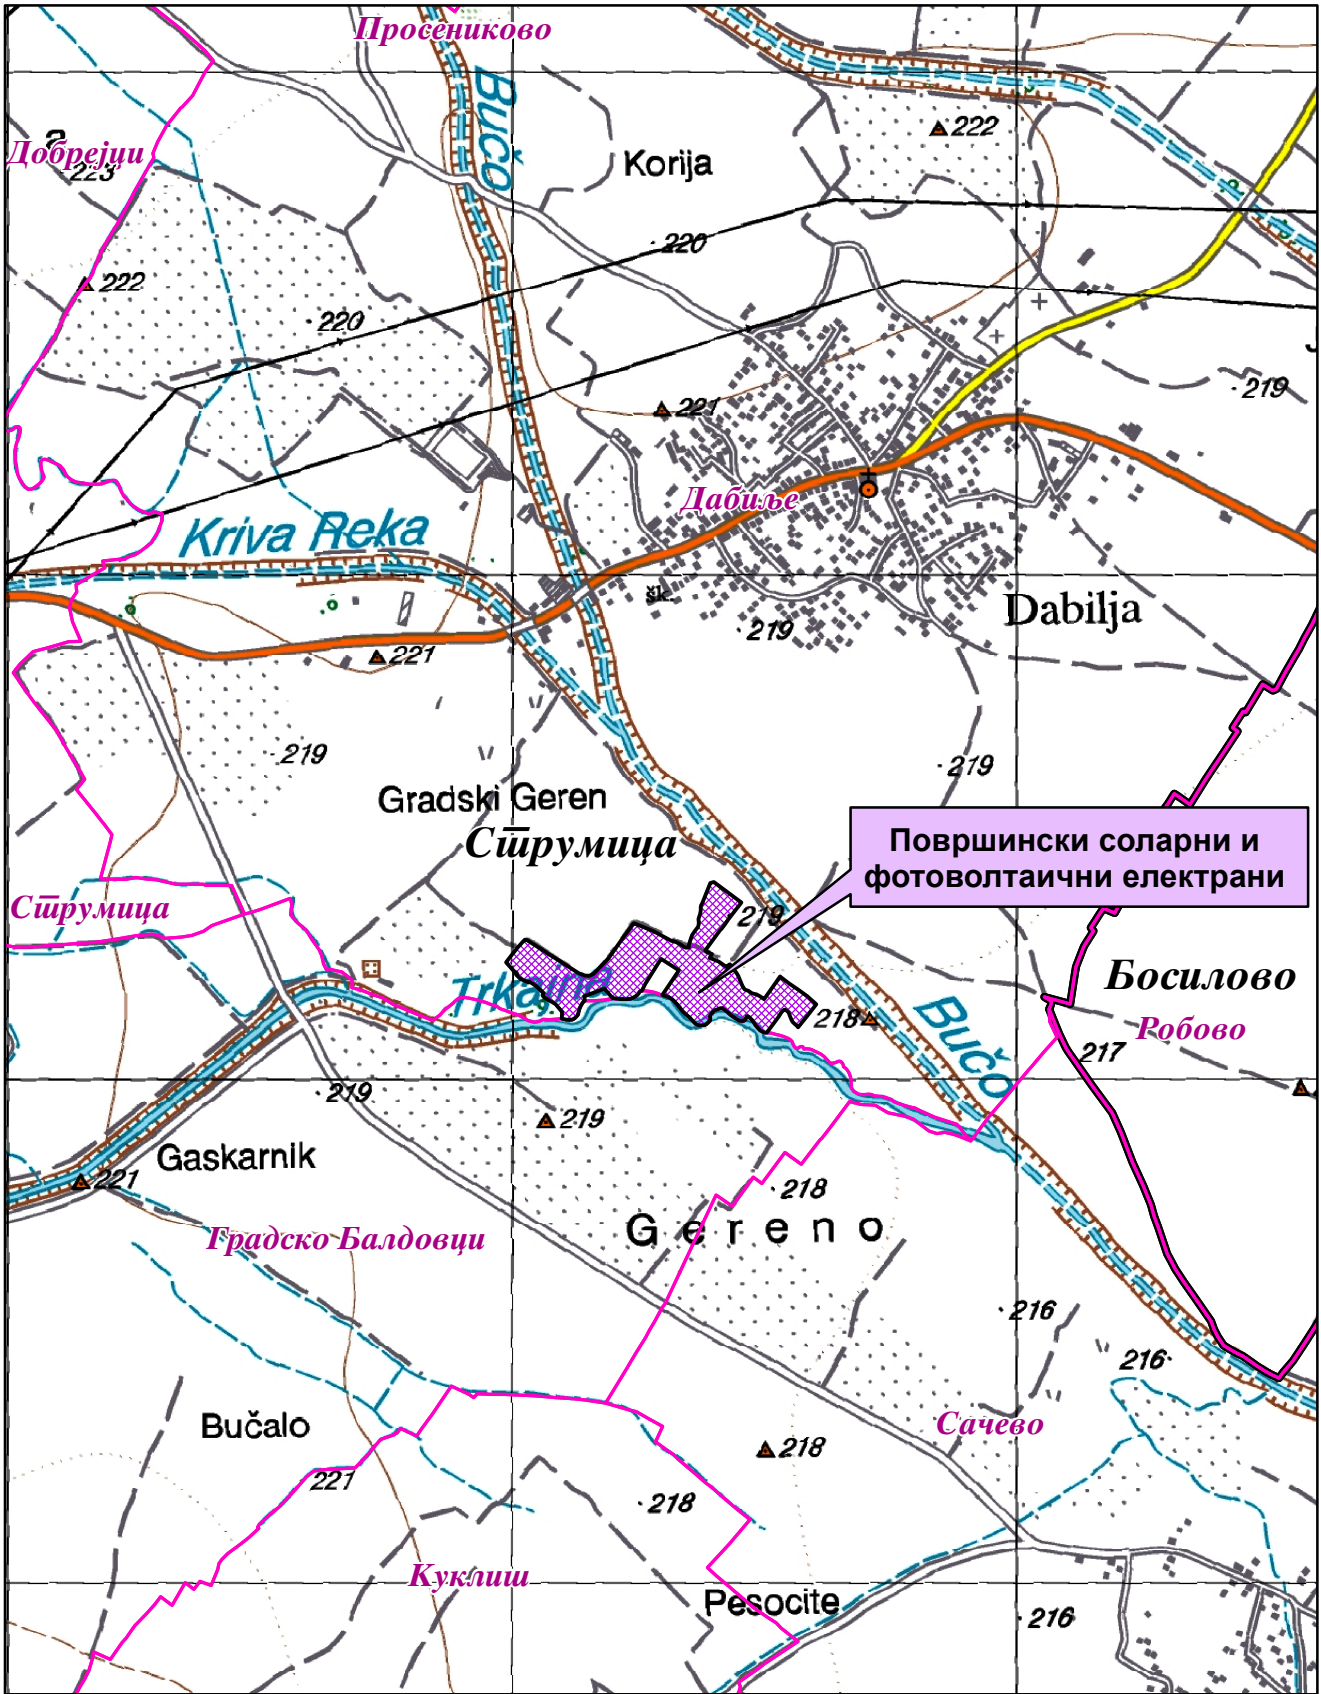 Просениково
Bučo
222
Добрејци
223
Korija
220
222
220
219
221
Дабиље
Kriva Reka
šk.
Dabilja
219
221
219
219
Gradski Geren
Струмица
Површински соларни и
фотоволтаични електрани
Струмица
219
Босилово
Trkajna
218
Bučo
Робово
217
219
219
Gaskarnik
221
218
Gereno
Градско Балдовци
216
216
Сачево
Bučalo
218
221
218
Куклиш
Pesocite
216